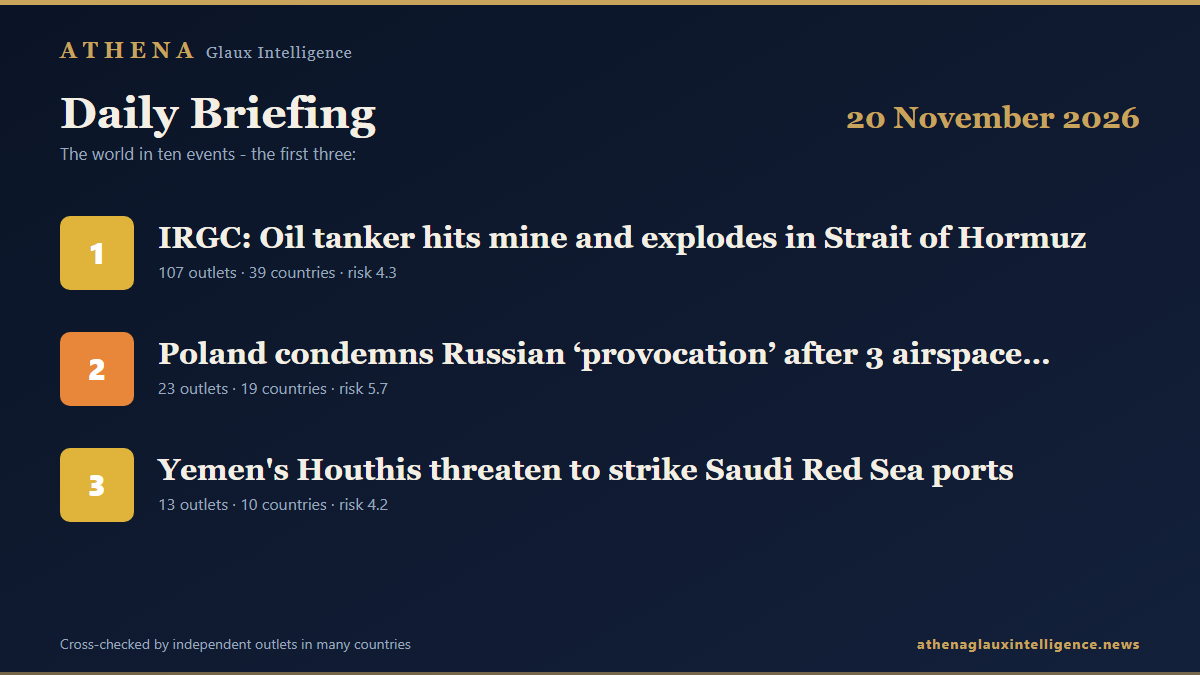 ATHENA Glaux Intelligence
Daily Briefing
20 November 2026
The world in ten events - the first three:
1
IRGC: Oil tanker hits mine and explodes in Strait of Hormuz
107 outlets · 39 countries · risk 4.3
2
Poland condemns Russian ‘provocation’ after 3 airspace...
23 outlets · 19 countries · risk 5.7
3
Yemen's Houthis threaten to strike Saudi Red Sea ports
13 outlets · 10 countries · risk 4.2
Cross-checked by independent outlets in many countries
athenaglauxintelligence.news